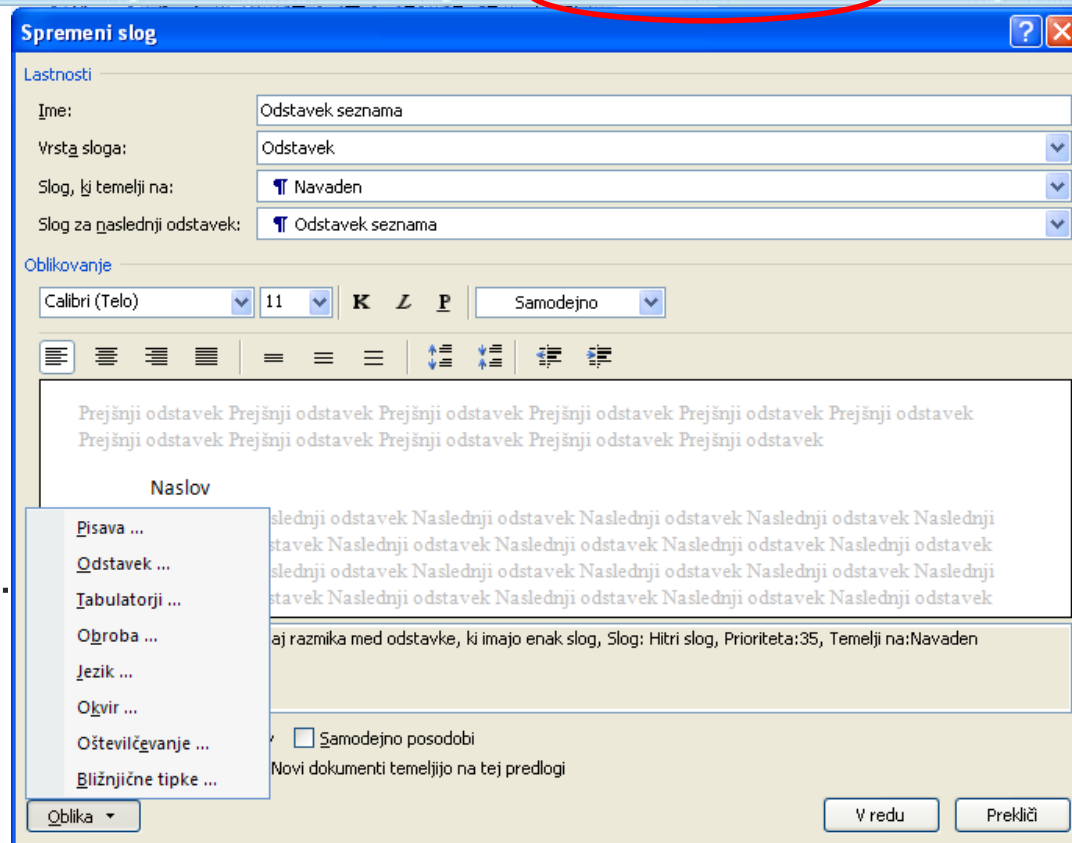 Spremeni slog
Lastnosti
Ime: Odstavek seznama
Vrsta sloga: Odstavek
Slog, ki temelji na: ¶ Navaden
Slog za naslednji odstavek: ¶ Odstavek seznama
Oblikovanje
Calibri (Telo) 11 K L P Samodejno
Prejšnji odstavek Prejšnji odstavek Prejšnji odstavek Prejšnji odstavek Prejšnji odstavek Prejšnji odstavek
Prejšnji odstavek Prejšnji odstavek Prejšnji odstavek Prejšnji odstavek Prejšnji odstavek
Naslov
slednji odstavek Naslednji odstavek Naslednji odstavek Naslednji odstavek Naslednji odstavek Naslednji
stavek Naslednji odstavek Naslednji odstavek Naslednji odstavek Naslednji odstavek Naslednji odstavek
slednji odstavek Naslednji odstavek Naslednji odstavek Naslednji odstavek Naslednji odstavek Naslednji
stavek Naslednji odstavek Naslednji odstavek Naslednji odstavek Naslednji odstavek Naslednji odstavek
aj razmika med odstavke, ki imajo enak slog, Slog: Hitri slog, Prioriteta:35, Temelji na:Navaden
Samodejno posodobi
Novi dokumenti temeljijo na tej predlogi
Pisava ...
Odstavek ...
Tabulatorji ...
Obroba ...
Jezik ...
Okvir ...
Oštevilčevanje ...
Bližnjične tipke ...
Oblika
V redu
Prekliči